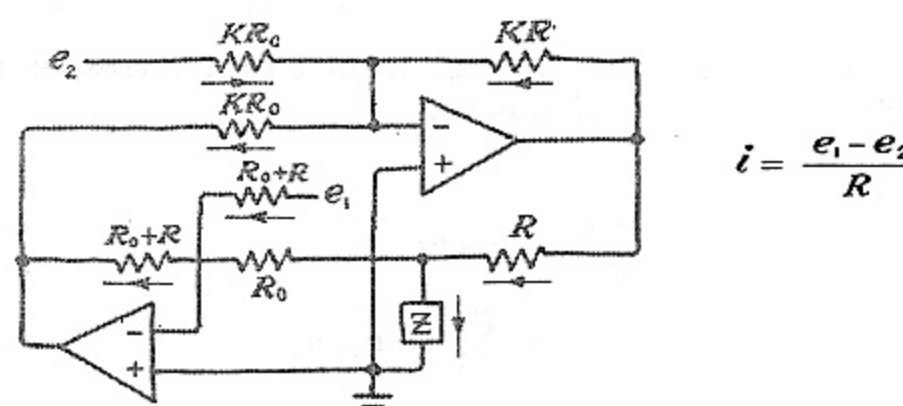 KR₀ KR
e₂
KR₀
−
+
R₀+R
e₁
i = e₁−e₂ / R
R₀+R
R
R₀
Z
−
+